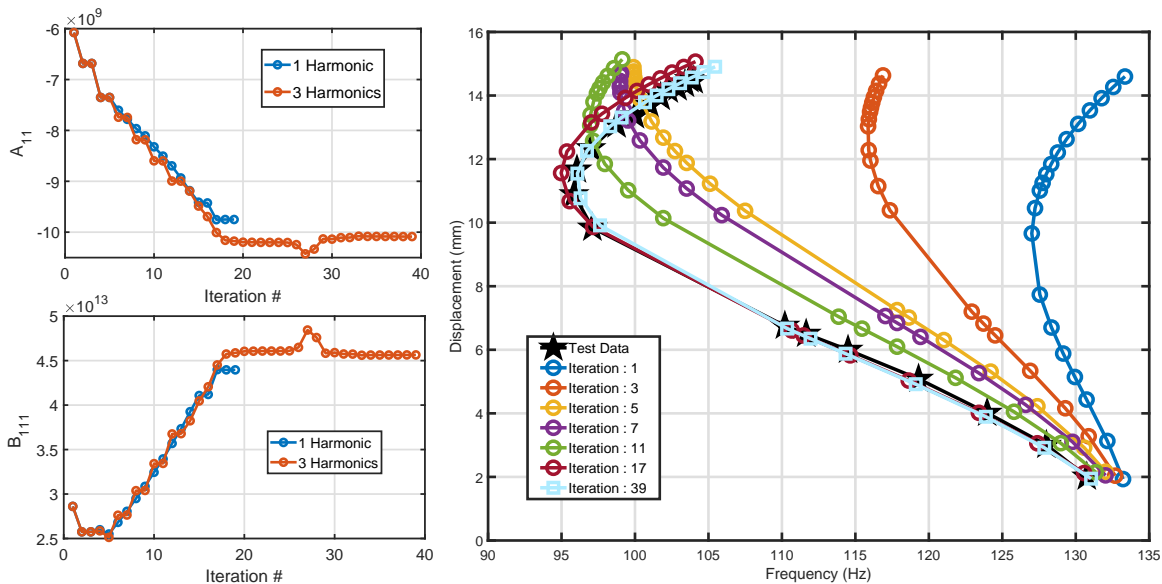 ×10⁹
-6
-7
-8
-9
-10
A₁₁
0 10 20 30 40
Iteration #
1 Harmonic
3 Harmonics
×10¹³
5
4.5
4
3.5
3
2.5
B₁₁₁
0 10 20 30 40
Iteration #
1 Harmonic
3 Harmonics
16
14
12
10
8
6
4
2
0
Displacement (mm)
90 95 100 105 110 115 120 125 130 135
Frequency (Hz)
Test Data
Iteration : 1
Iteration : 3
Iteration : 5
Iteration : 7
Iteration : 11
Iteration : 17
Iteration : 39